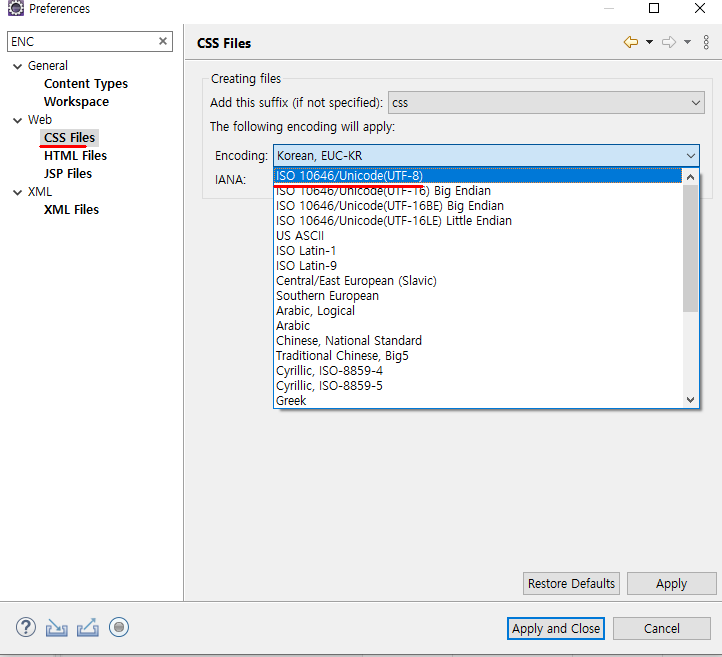 Preferences
ENC
General
Content Types
Workspace
Web
CSS Files
HTML Files
JSP Files
XML
XML Files
CSS Files
Creating files
Add this suffix (if not specified): css
The following encoding will apply:
Encoding: Korean, EUC-KR
IANA:
ISO 10646/Unicode(UTF-8)
ISO 10646/Unicode(UTF-16) Big Endian
ISO 10646/Unicode(UTF-16BE) Big Endian
ISO 10646/Unicode(UTF-16LE) Little Endian
US ASCII
ISO Latin-1
ISO Latin-9
Central/East European (Slavic)
Southern European
Arabic, Logical
Arabic
Chinese, National Standard
Traditional Chinese, Big5
Cyrillic, ISO-8859-4
Cyrillic, ISO-8859-5
Greek
Restore Defaults Apply
Apply and Close Cancel